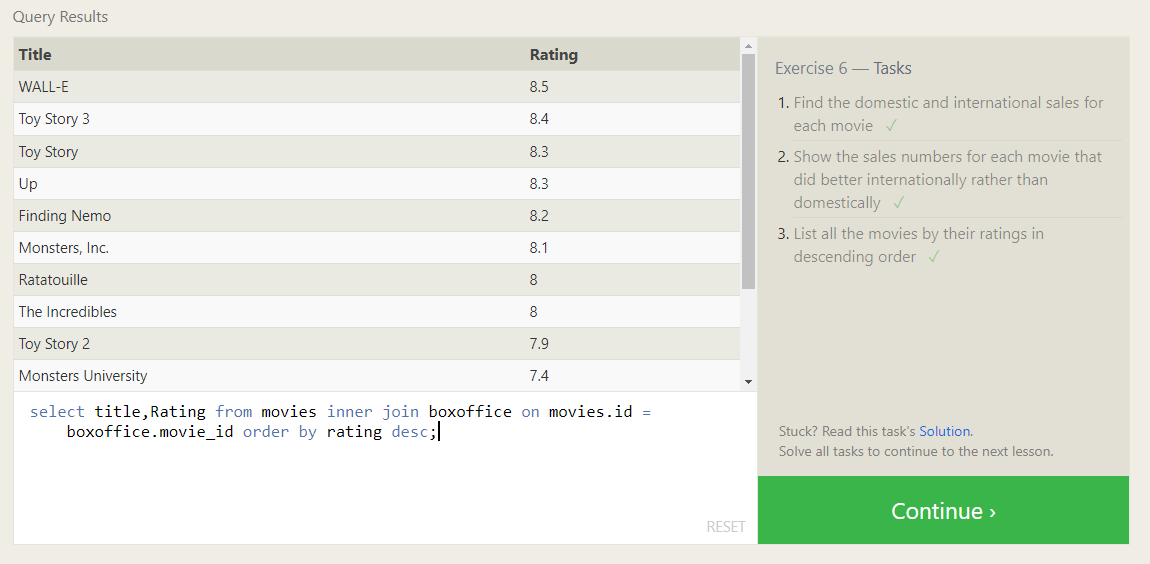 Query Results
Title Rating
WALL-E 8.5
Toy Story 3 8.4
Toy Story 8.3
Up 8.3
Finding Nemo 8.2
Monsters, Inc. 8.1
Ratatouille 8
The Incredibles 8
Toy Story 2 7.9
Monsters University 7.4
select title,Rating from movies inner join boxoffice on movies.id =
boxoffice.movie_id order by rating desc;
RESET
Exercise 6 — Tasks
1. Find the domestic and international sales for
each movie ✓
2. Show the sales numbers for each movie that
did better internationally rather than
domestically ✓
3. List all the movies by their ratings in
descending order ✓
Stuck? Read this task's Solution.
Solve all tasks to continue to the next lesson.
Continue ›